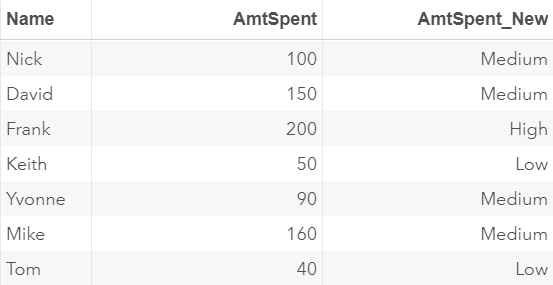 Name AmtSpent AmtSpent_New
Nick 100 Medium
David 150 Medium
Frank 200 High
Keith 50 Low
Yvonne 90 Medium
Mike 160 Medium
Tom 40 Low